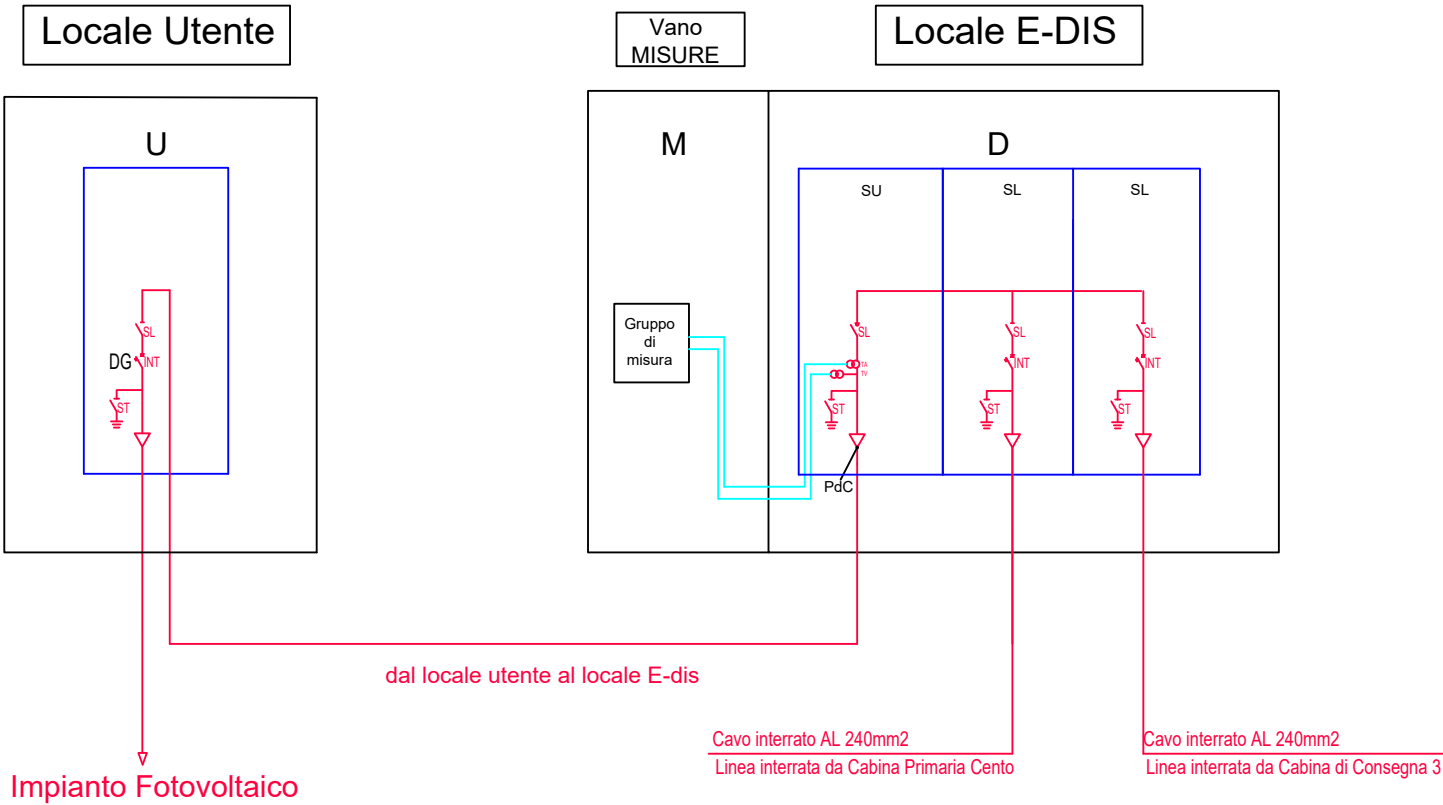 Locale Utente
Vano
MISURE
Locale E-DIS
U
M
D
SU
SL
SL
Gruppo
di
misura
SL
DG
INT
ST
SL
TA
TV
ST
PdC
SL
INT
ST
SL
INT
ST
dal locale utente al locale E-dis
Cavo interrato AL 240mm2
Linea interrata da Cabina Primaria Cento
Cavo interrato AL 240mm2
Linea interrata da Cabina di Consegna 3
Impianto Fotovoltaico